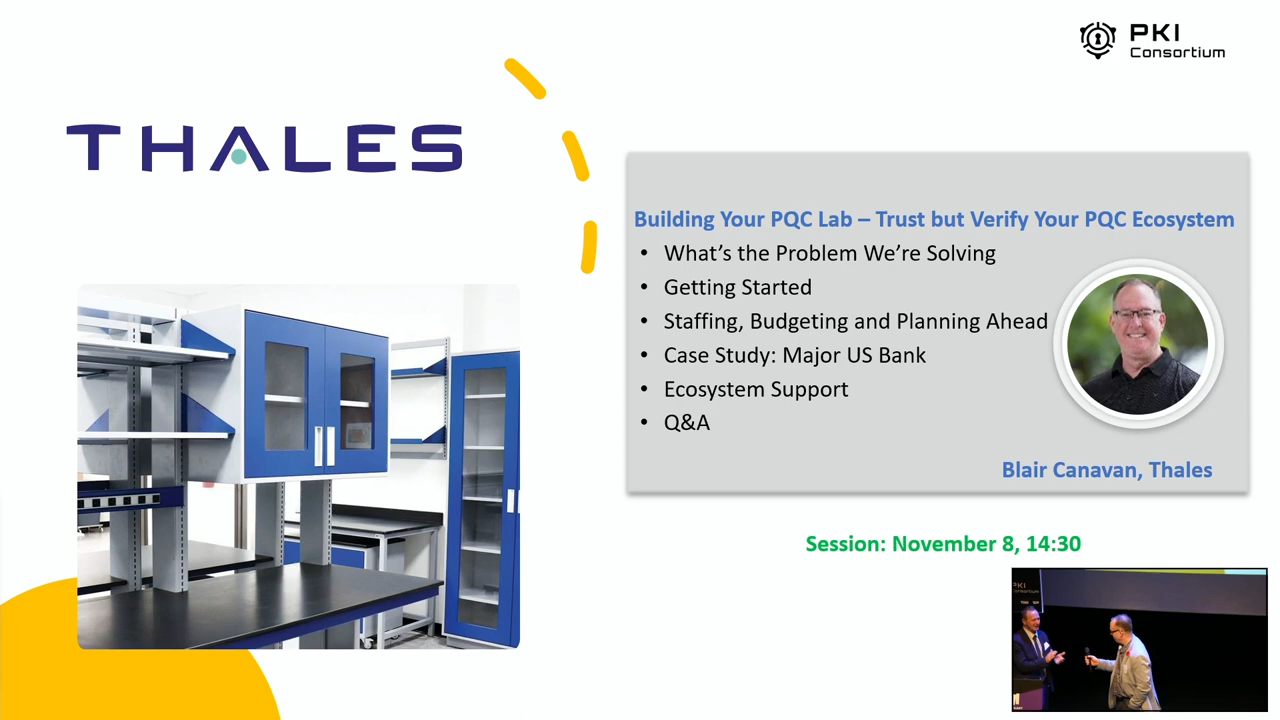 PKI
Consortium
THALES
Building Your PQC Lab – Trust but Verify Your PQC Ecosystem
• What's the Problem We're Solving
• Getting Started
• Staffing, Budgeting and Planning Ahead
• Case Study: Major US Bank
• Ecosystem Support
• Q&A
Blair Canavan, Thales
Session: November 8, 14:30
PKI
Consortium